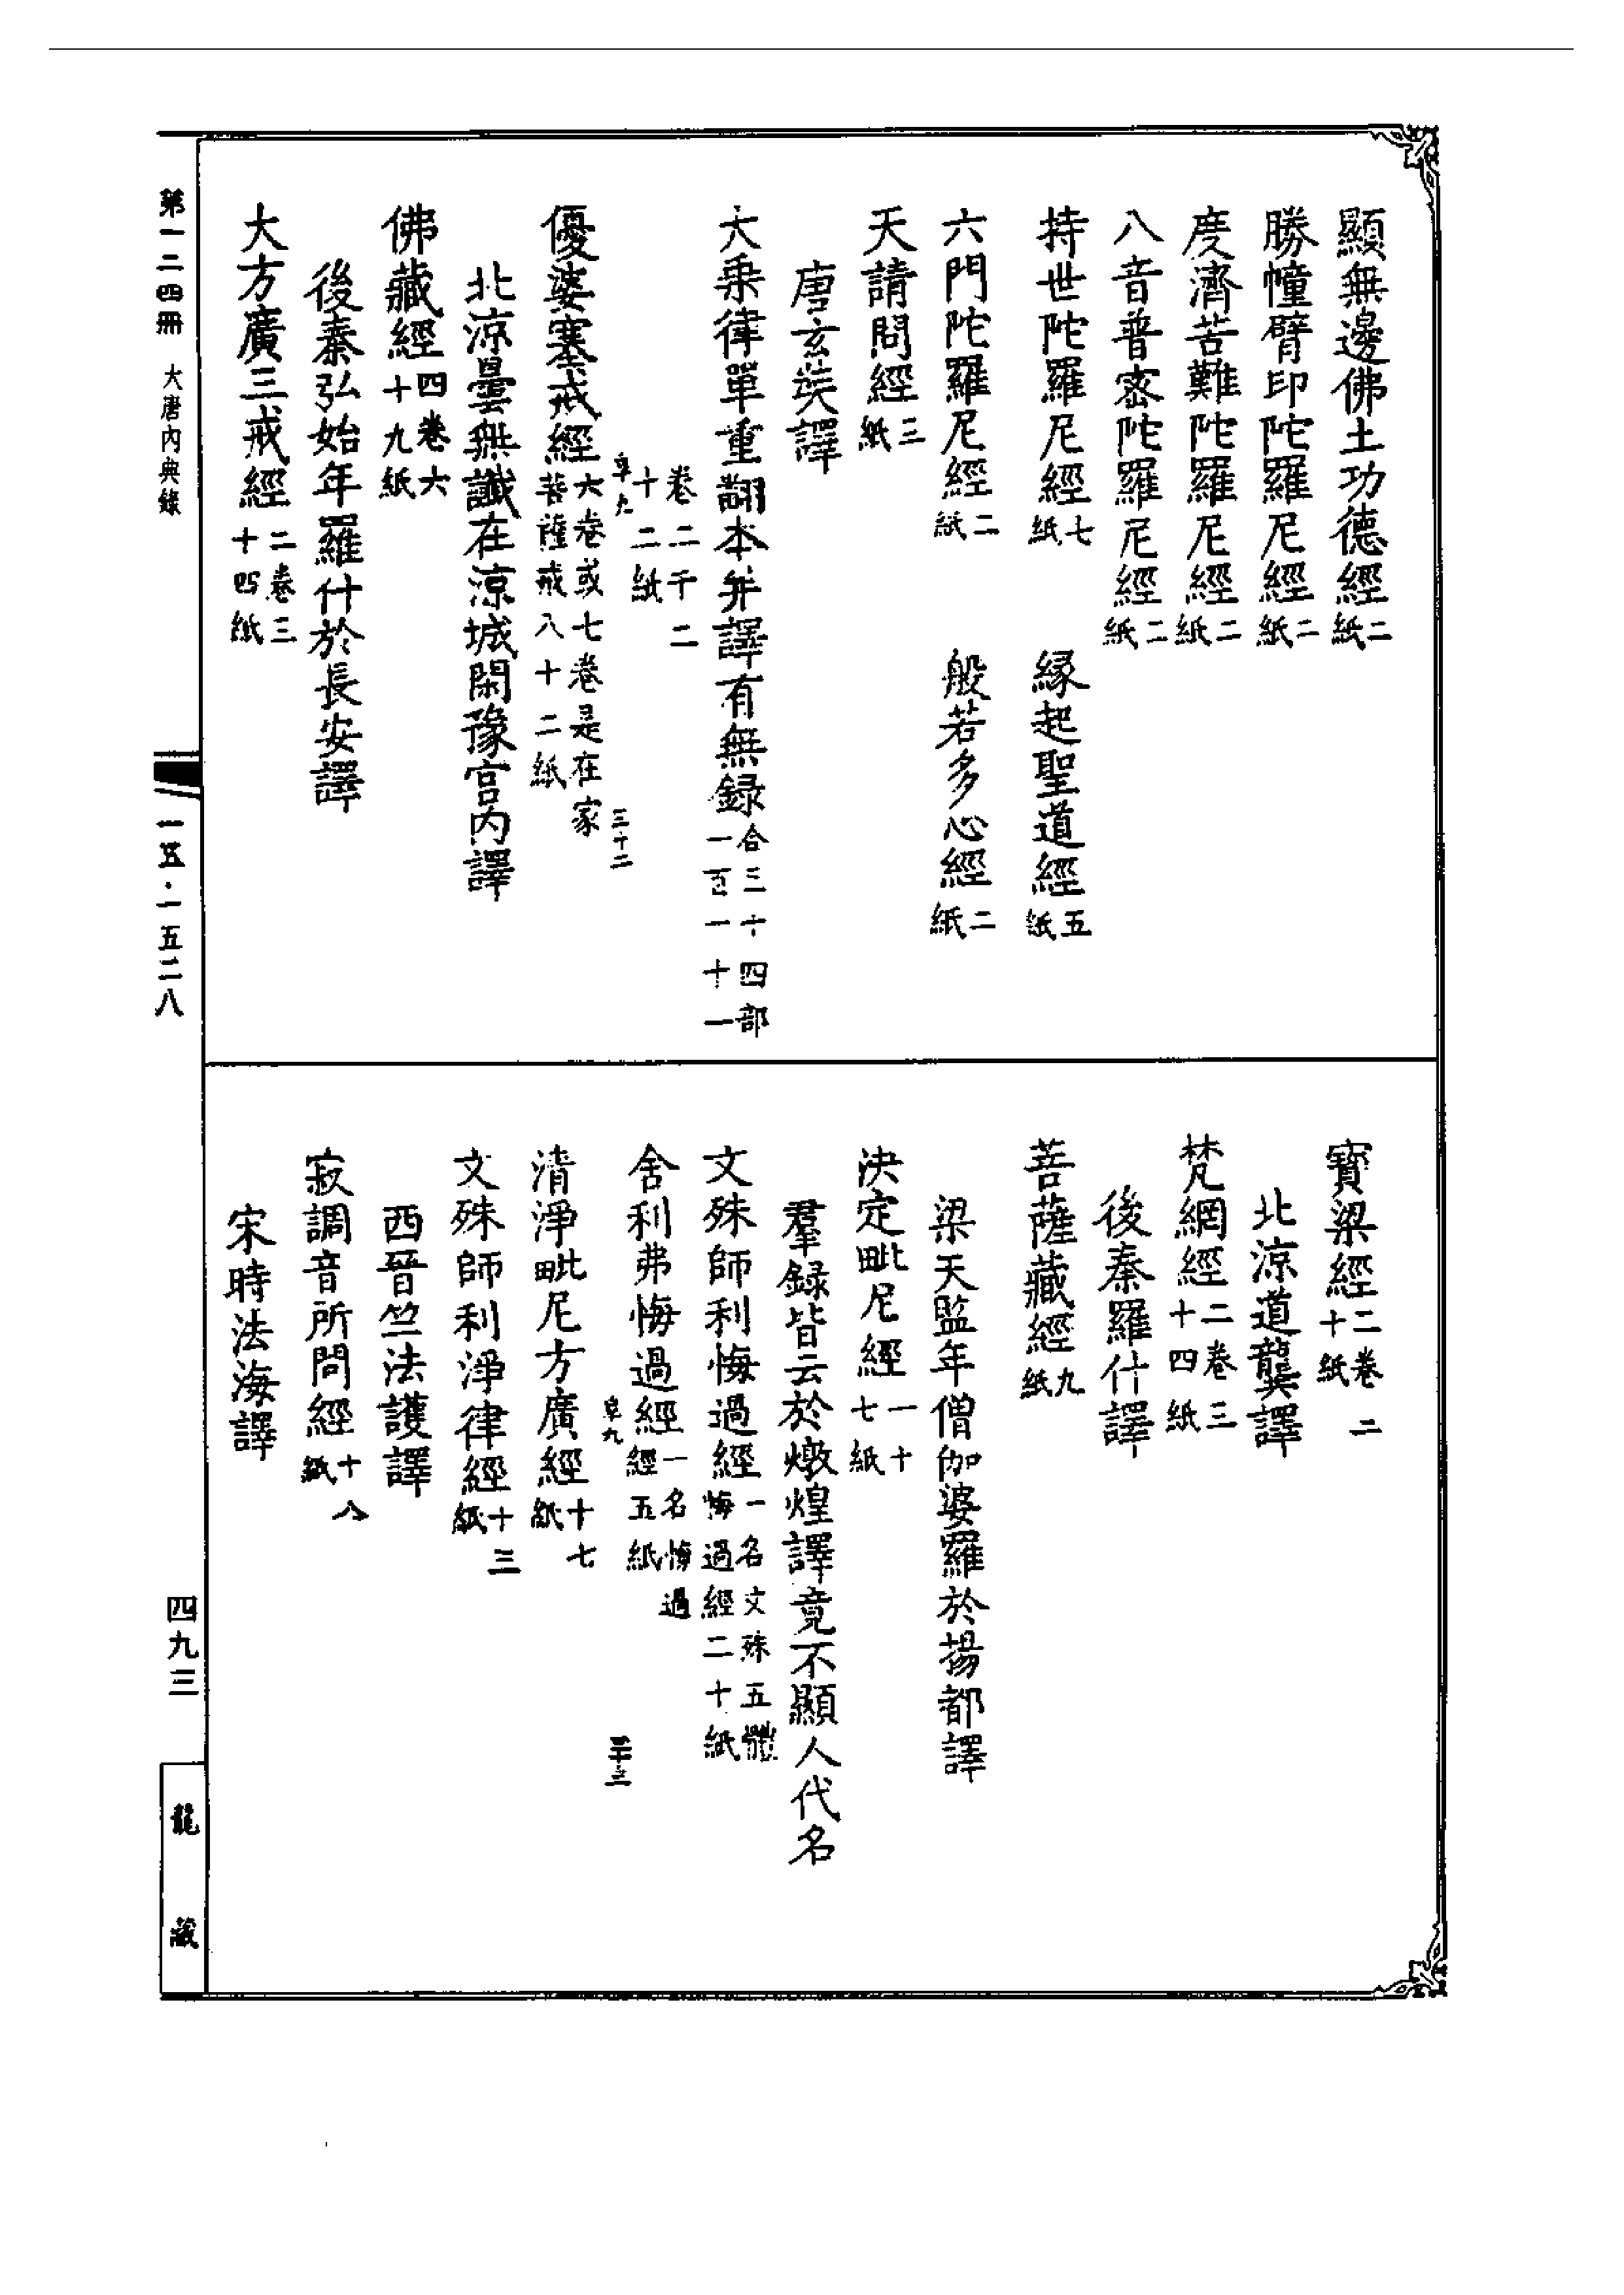 顯無邊佛土功德經二紙
勝幢臂印陀羅尼經二紙
度濟苦難陀羅尼經二紙
八音普密陀羅尼經二紙
持世陀羅尼經七紙 緣起聖道經五紙
六門陀羅尼經二紙 般若多心經二紙
天請問經三紙
唐玄奘譯
大乘律單重翻本并譯有無録合三十四部一百一十一
卷二千二十二紙
阜九 三十二
優婆塞戒經六卷或七卷是在家菩薩戒八十二紙
北涼曇無讖在涼城閑豫宮內譯
佛藏經四卷六十九紙
後秦弘始年羅什於長安譯
大方廣三戒經二卷三十四紙
寶梁經二卷二十紙
北涼道龔譯
梵網經二卷三十四紙
後秦羅什譯
菩薩藏經九紙
梁天監年僧伽婆羅於揚都譯
決定毗尼經一十七紙
羣録皆云於燉煌譯竟不顯人代名
文殊師利悔過經一名文殊五體悔過經二十紙
舍利弗悔過經一名悔過經五紙
阜九 三十三
清淨毗尼方廣經十七紙
文殊師利淨律經十三紙
西晉竺法護譯
寂調音所問經十八紙
宋時法海譯
第一二四冊 大唐內典錄
一五·一五二八
四九三
龍藏